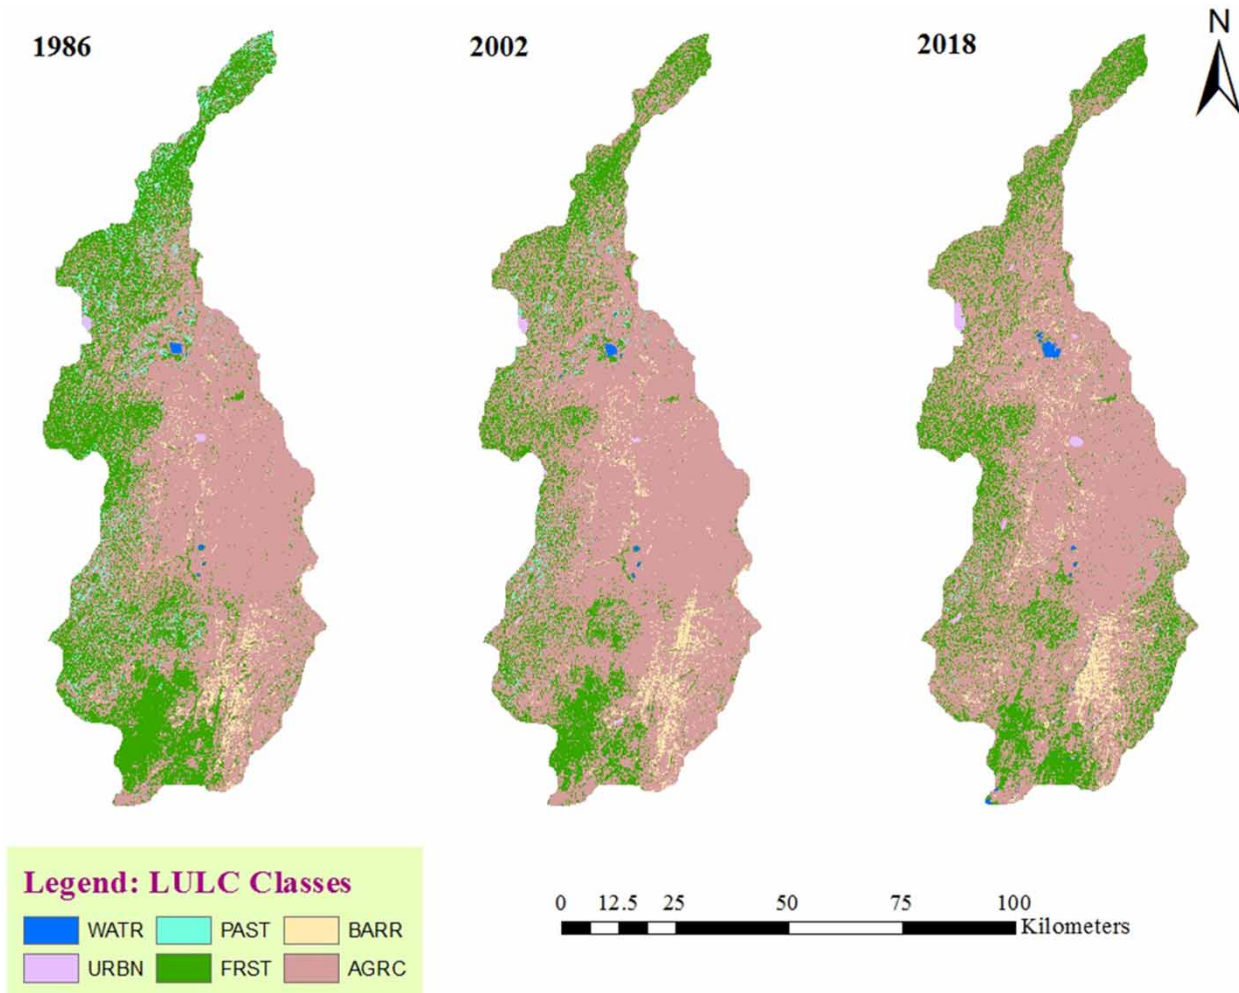 1986
2002
2018
N
Legend: LULC Classes
WATR PAST BARR
URBN FRST AGRC
0 12.5 25 50 75 100
Kilometers